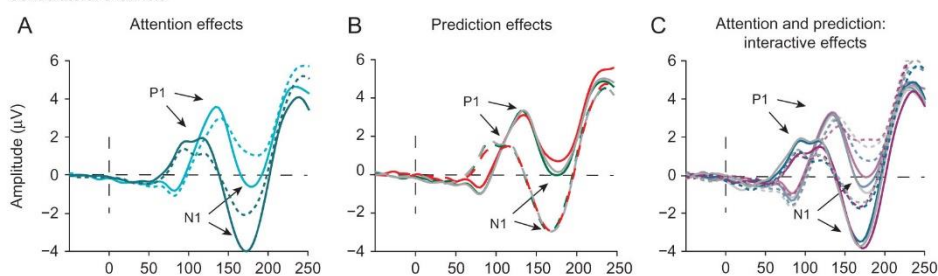 A Attention effects
B Prediction effects
C Attention and prediction:
interactive effects
Amplitude (µV)
6
4
2
0
−2
−4
P1
N1
0 50 100 150 200 250
6
4
2
0
−2
−4
P1
N1
0 50 100 150 200 250
6
4
2
0
−2
−4
P1
N1
0 50 100 150 200 250